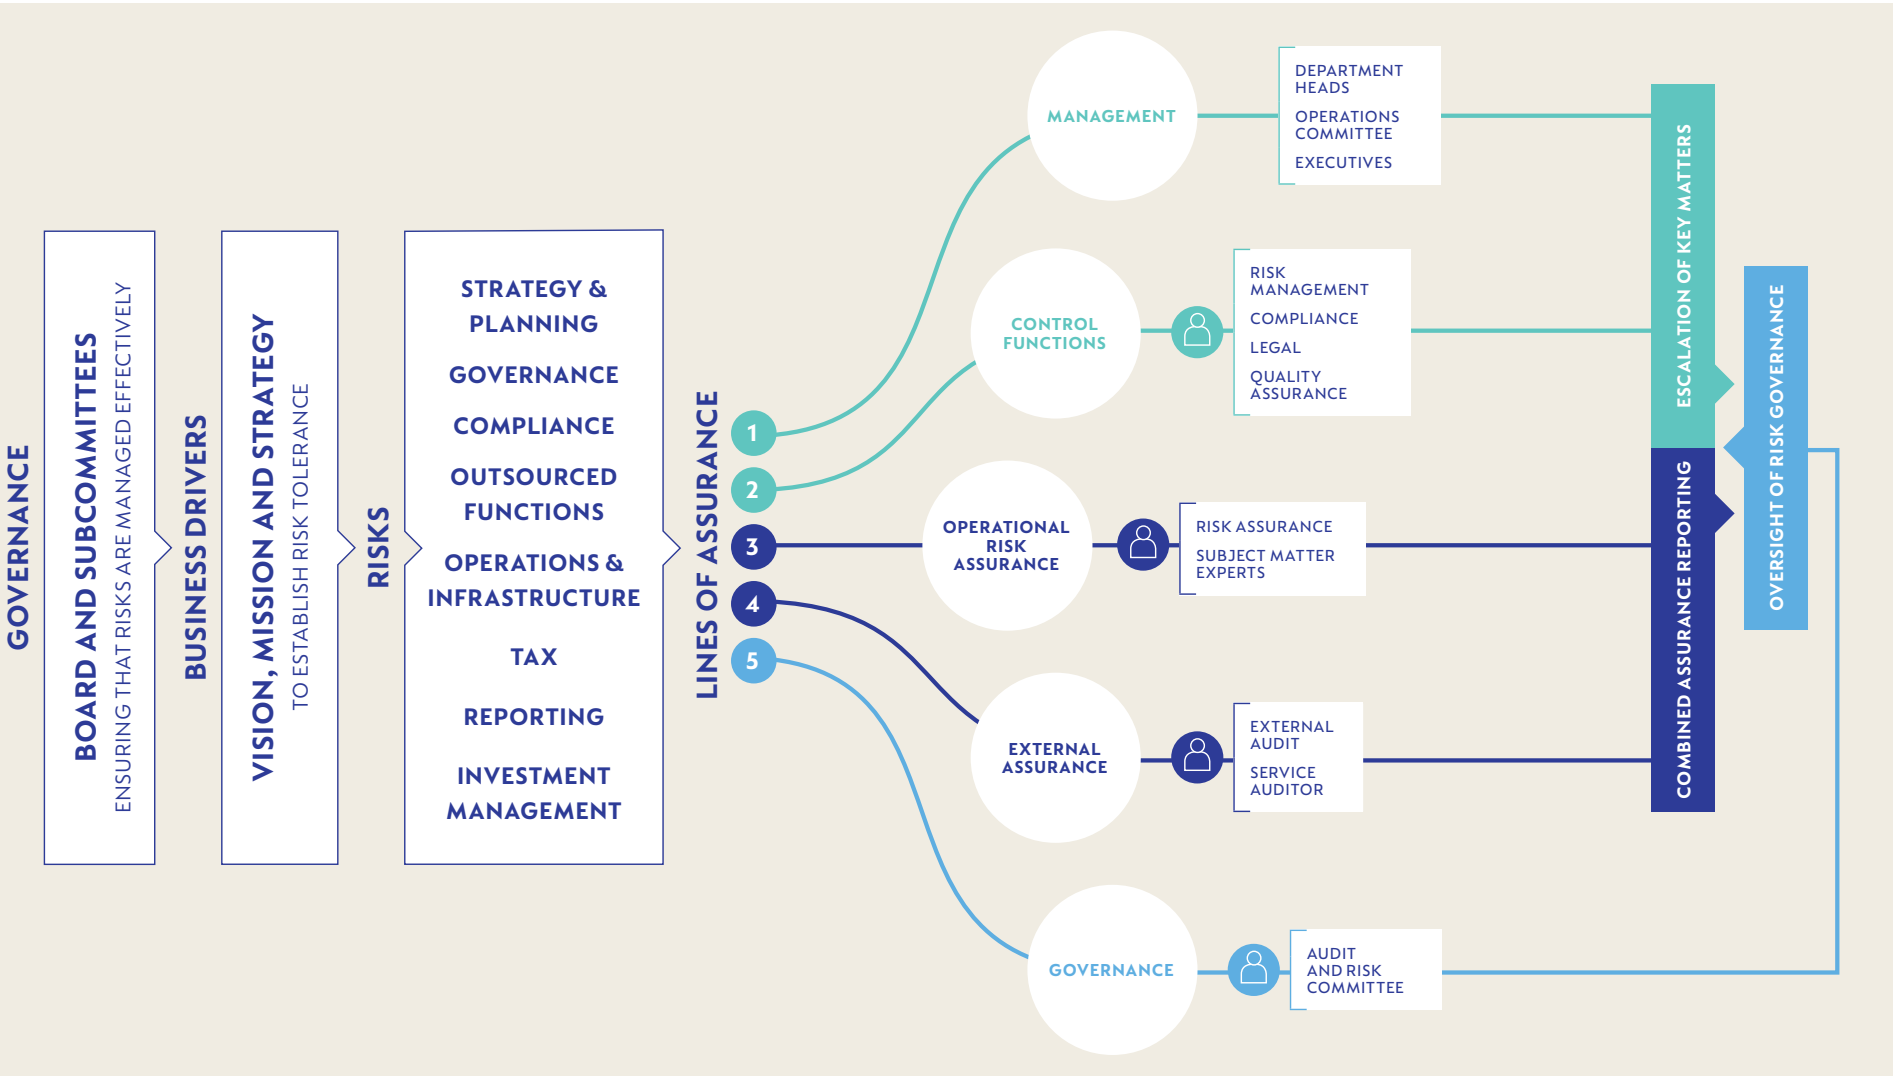 GOVERNANCE
BOARD AND SUBCOMMITTEES
ENSURING THAT RISKS ARE MANAGED EFFECTIVELY
BUSINESS DRIVERS
VISION, MISSION AND STRATEGY
TO ESTABLISH RISK TOLERANCE
RISKS
STRATEGY &
PLANNING
GOVERNANCE
COMPLIANCE
OUTSOURCED
FUNCTIONS
OPERATIONS &
INFRASTRUCTURE
TAX
REPORTING
INVESTMENT
MANAGEMENT
LINES OF ASSURANCE
1
2
3
4
5
MANAGEMENT
DEPARTMENT
HEADS
OPERATIONS
COMMITTEE
EXECUTIVES
CONTROL
FUNCTIONS
RISK
MANAGEMENT
COMPLIANCE
LEGAL
QUALITY
ASSURANCE
OPERATIONAL
RISK
ASSURANCE
RISK ASSURANCE
SUBJECT MATTER
EXPERTS
EXTERNAL
ASSURANCE
EXTERNAL
AUDIT
SERVICE
AUDITOR
GOVERNANCE
AUDIT
AND RISK
COMMITTEE
ESCALATION OF KEY MATTERS
COMBINED ASSURANCE REPORTING
OVERSIGHT OF RISK GOVERNANCE